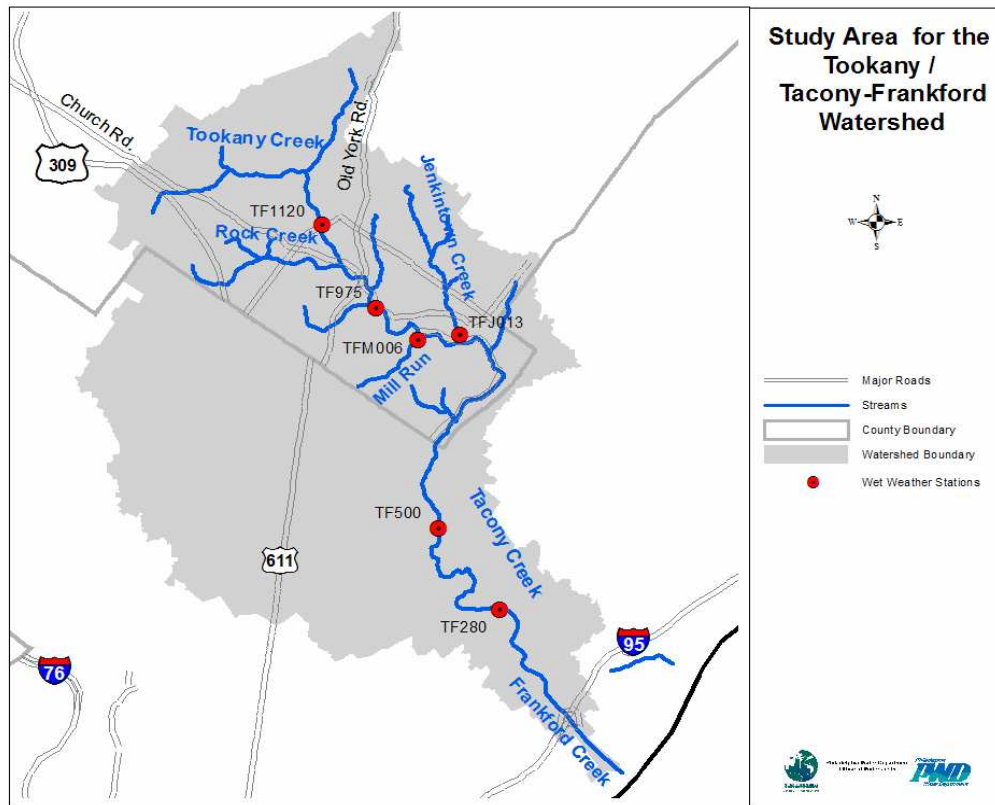 Study Area for the
Tookany /
Tacony-Frankford
Watershed
N
W
E
S
Church Rd.
309
Tookany Creek
Old York Rd.
Jenkintown Creek
TF1120
Rock Creek
TF975
TFJ013
TFM006
Mill Run
TF500
Tacony Creek
611
TF280
95
76
Frankford Creek
Major Roads
Streams
County Boundary
Watershed Boundary
Wet Weather Stations
PWD